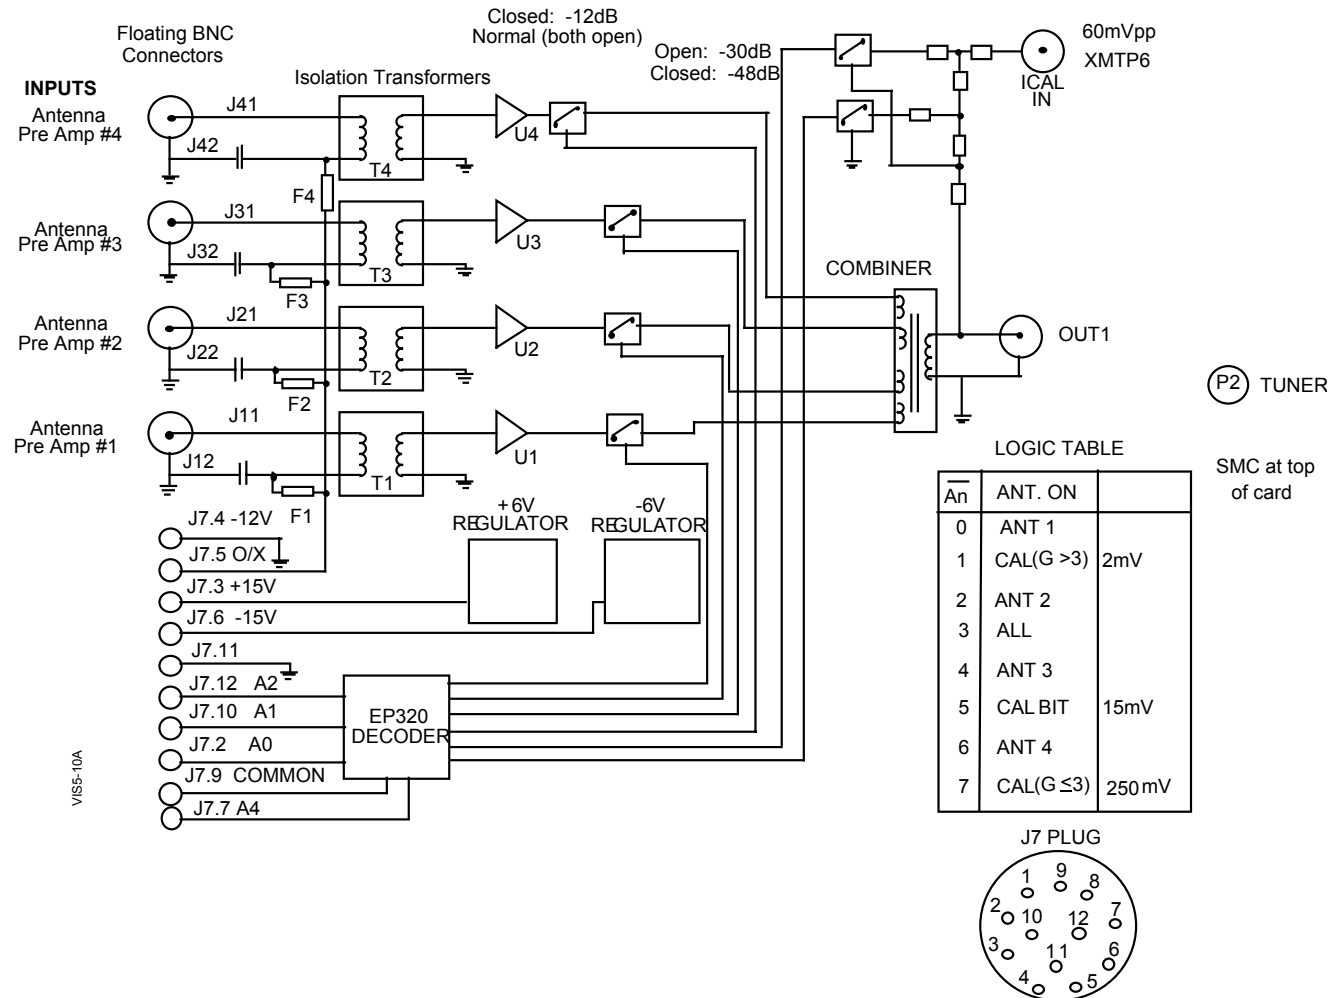 Closed: -12dB
Normal (both open)
Floating BNC
Connectors
Open: -30dB
Closed: -48dB
60mVpp
XMTP6
ICAL
IN
INPUTS
Isolation Transformers
Antenna
Pre Amp #4
J41
J42
T4
U4
F4
Antenna
Pre Amp #3
J31
J32
T3
U3
F3
Antenna
Pre Amp #2
J21
J22
T2
U2
F2
Antenna
Pre Amp #1
J11
J12
T1
U1
F1
COMBINER
OUT1
P2 TUNER
SMC at top
of card
J7.4 -12V
J7.5 O/X
J7.3 +15V
J7.6 -15V
J7.11
J7.12 A2
J7.10 A1
J7.2 A0
J7.9 COMMON
J7.7 A4
+6V
REGULATOR
-6V
REGULATOR
EP320
DECODER
VIS5-10A
LOGIC TABLE
An ANT. ON
0 ANT 1
1 CAL(G >3) 2mV
2 ANT 2
3 ALL
4 ANT 3
5 CAL BIT 15mV
6 ANT 4
7 CAL(G ≤3) 250 mV
J7 PLUG
1 9 8
2 10 12 7
3 11 6
4 5